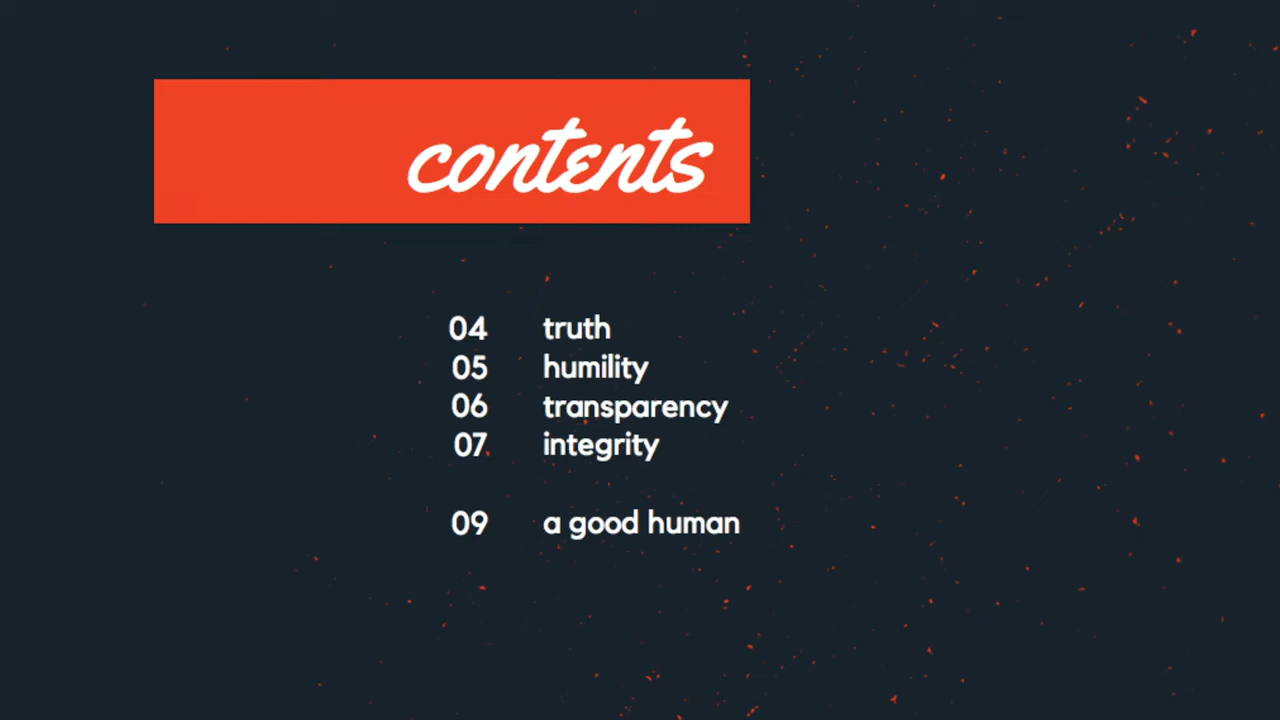 contents
04 truth
05 humility
06 transparency
07 integrity
09 a good human